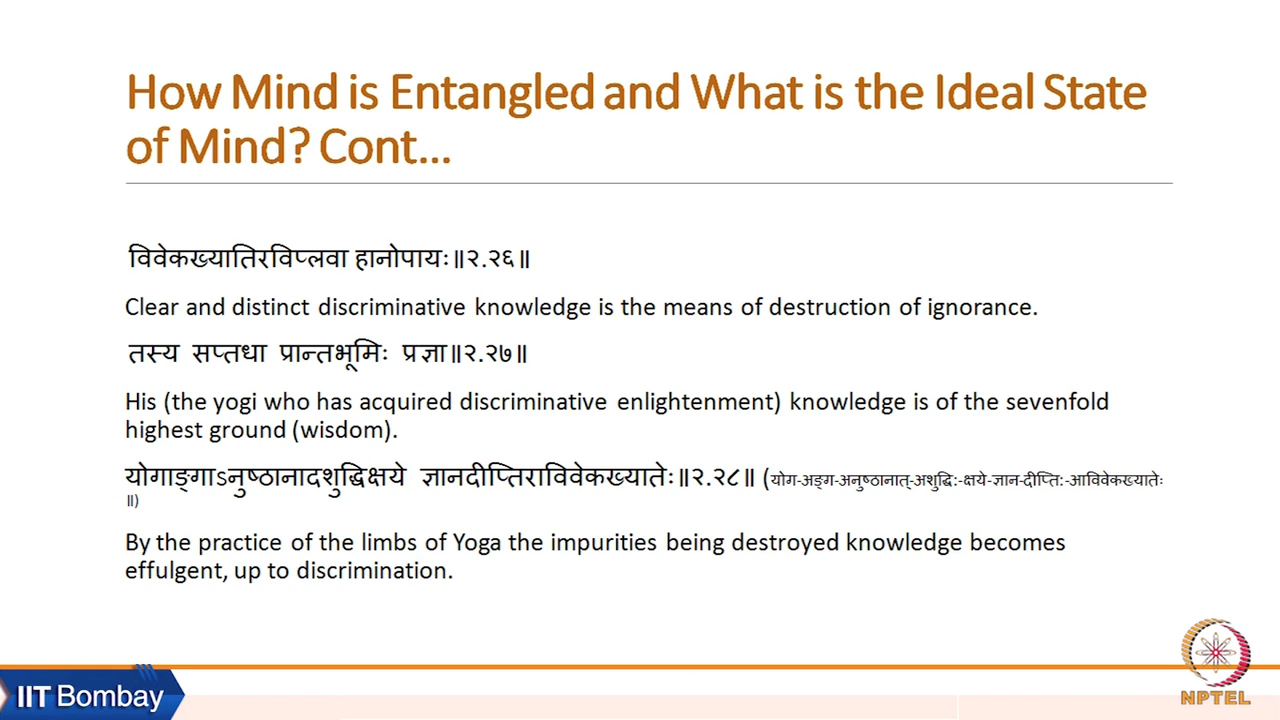 How Mind is Entangled and What is the Ideal State
of Mind? Cont...
विवेकख्यातिरविप्लवा हानोपायः॥२.२६॥
Clear and distinct discriminative knowledge is the means of destruction of ignorance.
तस्य सप्तधा प्रान्तभूमिः प्रज्ञा॥२.२७॥
His (the yogi who has acquired discriminative enlightenment) knowledge is of the sevenfold
highest ground (wisdom).
योगाङ्गाऽनुष्ठानादशुद्धिक्षये ज्ञानदीप्तिराविवेकख्यातेः॥२.२८॥ (योग-अङ्ग-अनुष्ठानात्-अशुद्धि:-क्षये-ज्ञान-दीप्ति:-आविवेकख्यातेः
॥)
By the practice of the limbs of Yoga the impurities being destroyed knowledge becomes
effulgent, up to discrimination.
IIT Bombay
NPTEL